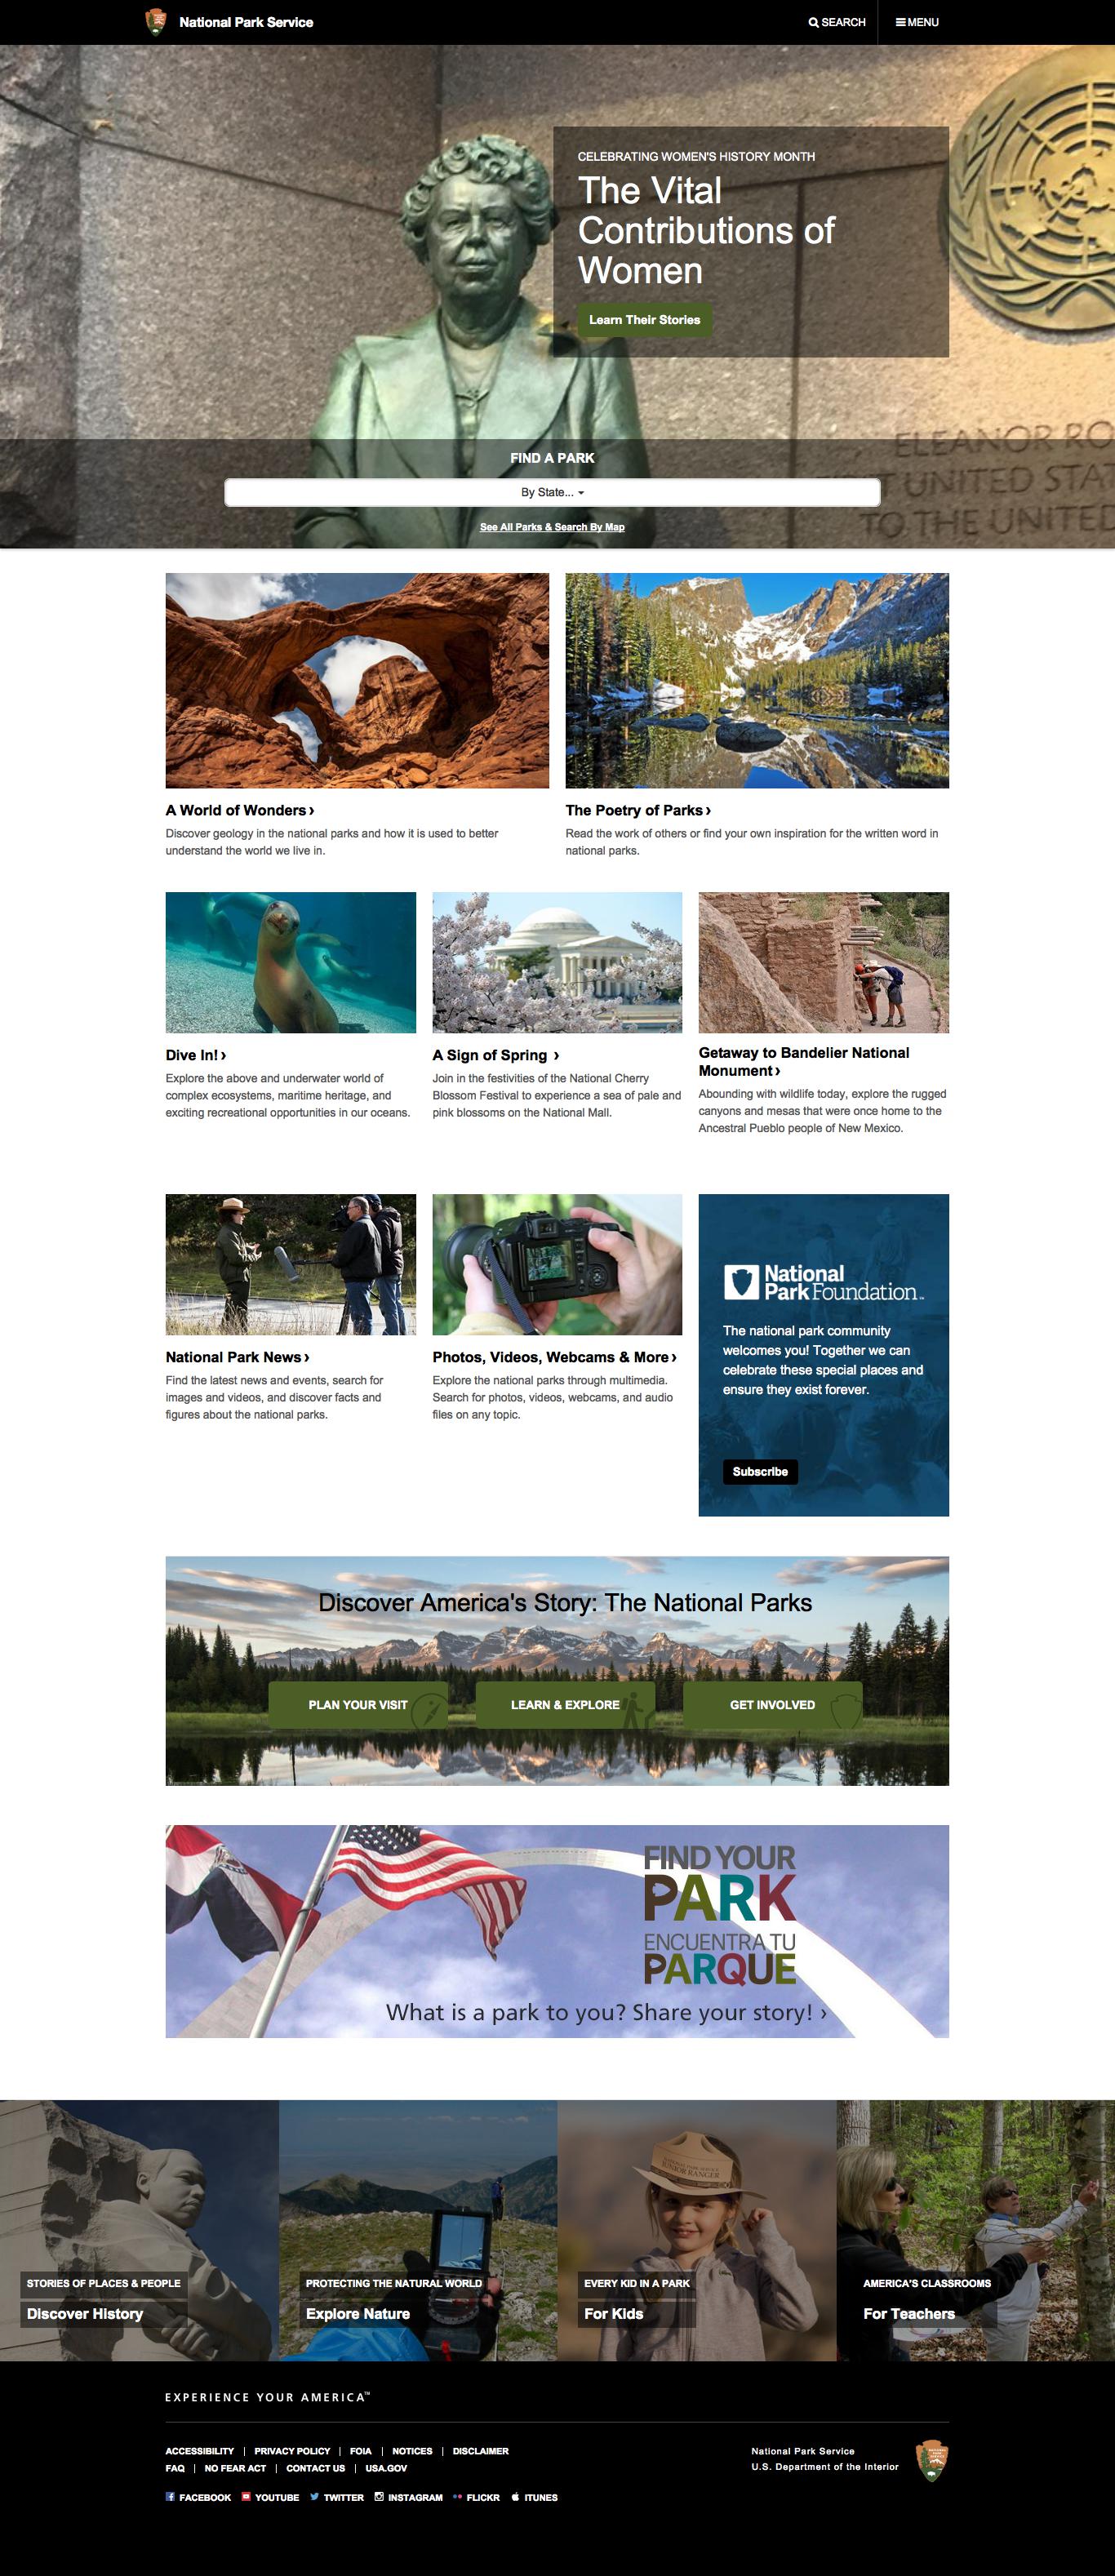 National Park Service
SEARCH
MENU
CELEBRATING WOMEN'S HISTORY MONTH
The Vital
Contributions of
Women
Learn Their Stories
FIND A PARK
By State...
See All Parks & Search By Map
A World of Wonders ›
Discover geology in the national parks and how it is used to better
understand the world we live in.
The Poetry of Parks ›
Read the work of others or find your own inspiration for the written word in
national parks.
Dive In! ›
Explore the above and underwater world of
complex ecosystems, maritime heritage, and
exciting recreational opportunities in our oceans.
A Sign of Spring ›
Join in the festivities of the National Cherry
Blossom Festival to experience a sea of pale and
pink blossoms on the National Mall.
Getaway to Bandelier National
Monument ›
Abounding with wildlife today, explore the rugged
canyons and mesas that were once home to the
Ancestral Pueblo people of New Mexico.
National Park News ›
Find the latest news and events, search for
images and videos, and discover facts and
figures about the national parks.
Photos, Videos, Webcams & More ›
Explore the national parks through multimedia.
Search for photos, videos, webcams, and audio
files on any topic.
National
Park Foundation™
The national park community
welcomes you! Together we can
celebrate these special places and
ensure they exist forever.
Subscribe
Discover America's Story: The National Parks
PLAN YOUR VISIT
LEARN & EXPLORE
GET INVOLVED
FIND YOUR
PARK
ENCUENTRA TU
PARQUE
What is a park to you? Share your story! ›
JUNIOR RANGER
STORIES OF PLACES & PEOPLE
Discover History
PROTECTING THE NATURAL WORLD
Explore Nature
EVERY KID IN A PARK
For Kids
AMERICA'S CLASSROOMS
For Teachers
EXPERIENCE YOUR AMERICA™
ACCESSIBILITY | PRIVACY POLICY | FOIA | NOTICES | DISCLAIMER
FAQ | NO FEAR ACT | CONTACT US | USA.GOV
FACEBOOK YOUTUBE TWITTER INSTAGRAM FLICKR ITUNES
National Park Service
U.S. Department of the Interior